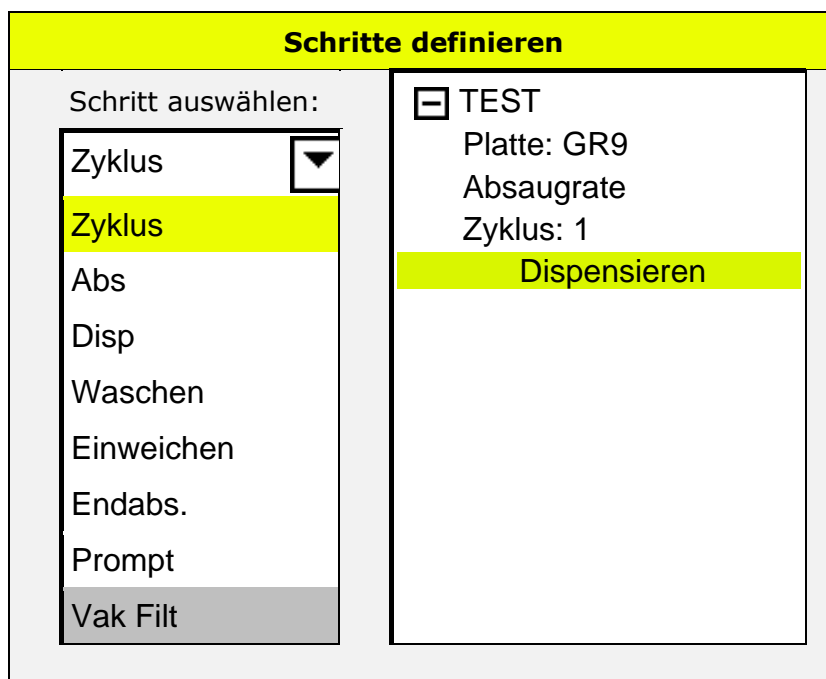 Schritte definieren
Schritt auswählen:
Zyklus
Zyklus
Abs
Disp
Waschen
Einweichen
Endabs.
Prompt
Vak Filt
TEST
Platte: GR9
Absaugrate
Zyklus: 1
Dispensieren